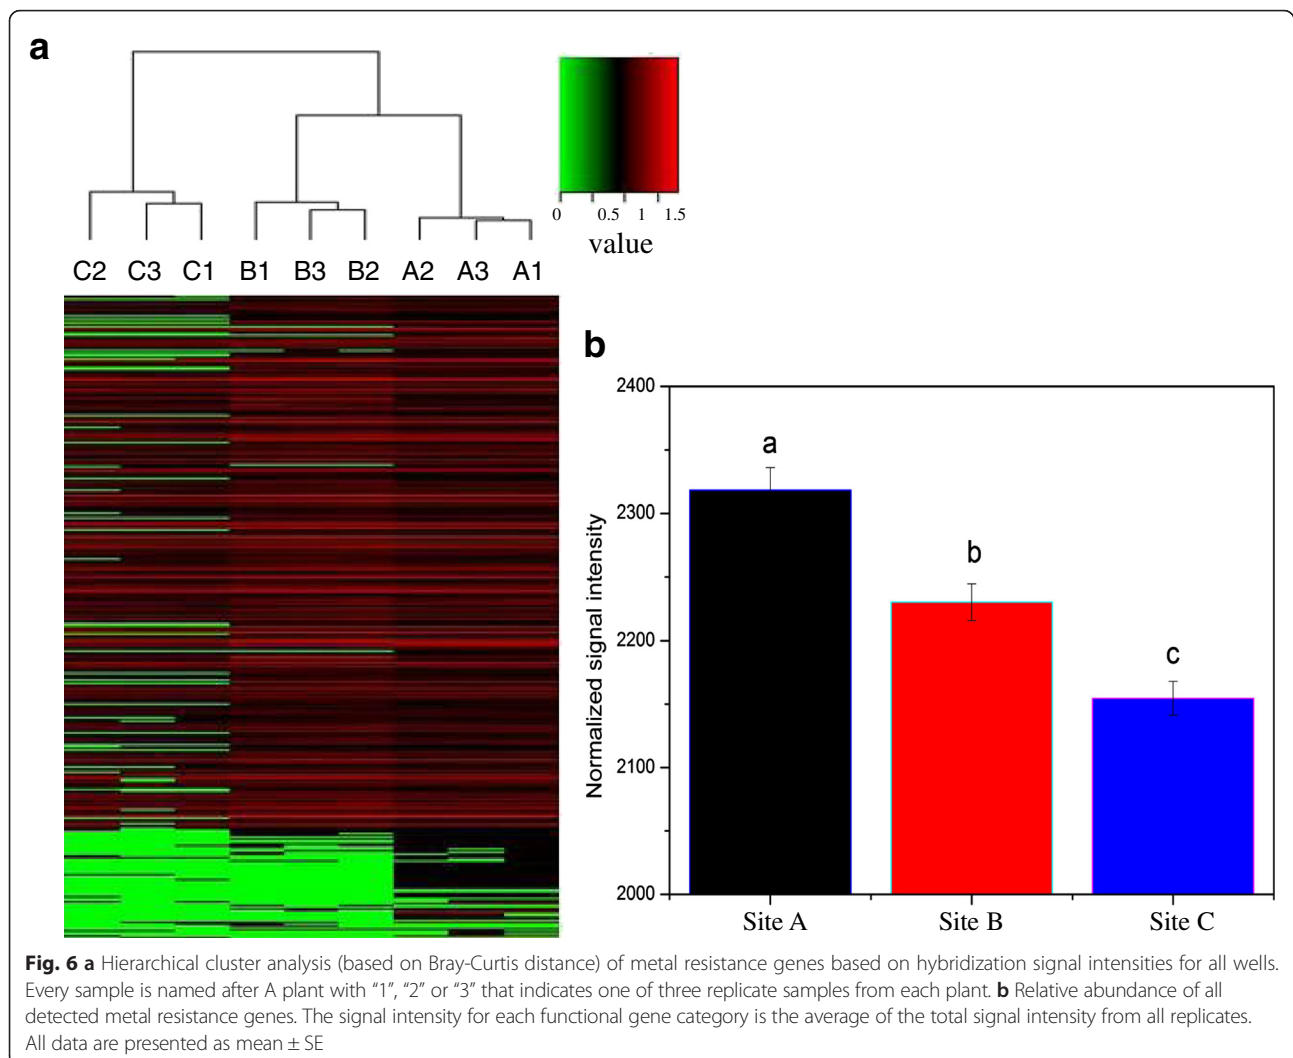 a
0 0.5 1 1.5
value
C2 C3 C1 B1 B3 B2 A2 A3 A1
b
2400
2300
2200
2100
2000
Normalized signal intensity
a
b
c
Site A Site B Site C
Fig. 6 a Hierarchical cluster analysis (based on Bray-Curtis distance) of metal resistance genes based on hybridization signal intensities for all wells.
Every sample is named after A plant with “1”, “2” or “3” that indicates one of three replicate samples from each plant. b Relative abundance of all
detected metal resistance genes. The signal intensity for each functional gene category is the average of the total signal intensity from all replicates.
All data are presented as mean ± SE